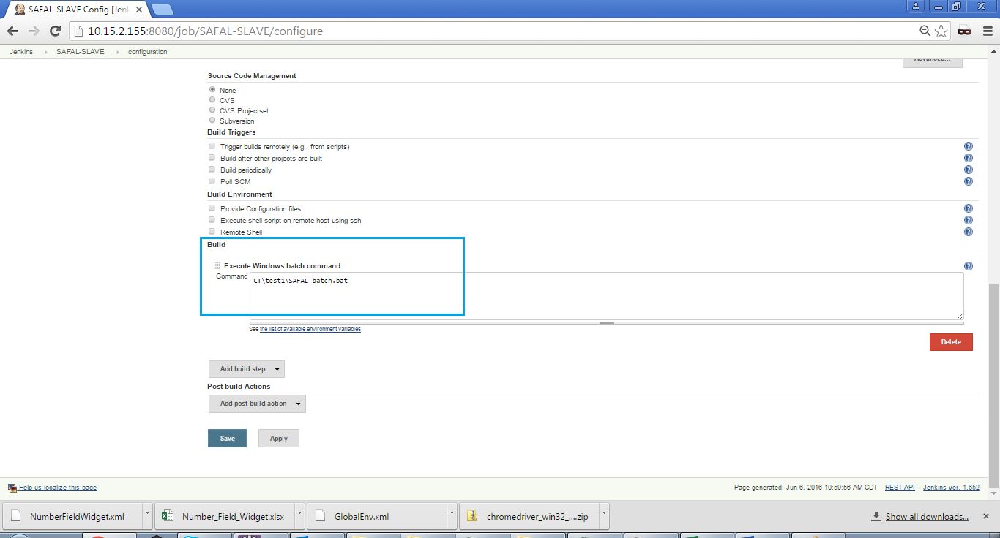 SAFAL-SLAVE Config [Jen
10.15.2.155:8080/job/SAFAL-SLAVE/configure
Jenkins SAFAL-SLAVE configuration
Advanced...
Source Code Management
None
CVS
CVS Projectset
Subversion
Build Triggers
Trigger builds remotely (e.g., from scripts)
Build after other projects are built
Build periodically
Poll SCM
Build Environment
Provide Configuration files
Execute shell script on remote host using ssh
Remote Shell
Build
Execute Windows batch command
Command C:\test1\SAFAL_batch.bat
See the list of available environment variables
Delete
Add build step
Post-build Actions
Add post-build action
Save Apply
Help us localize this page Page generated: Jun 6, 2016 10:59:56 AM CDT REST API Jenkins ver. 1.652
NumberFieldWidget.xml Number_Field_Widget.xlsx GlobalEnv.xml chromedriver_win32_....zip Show all downloads...